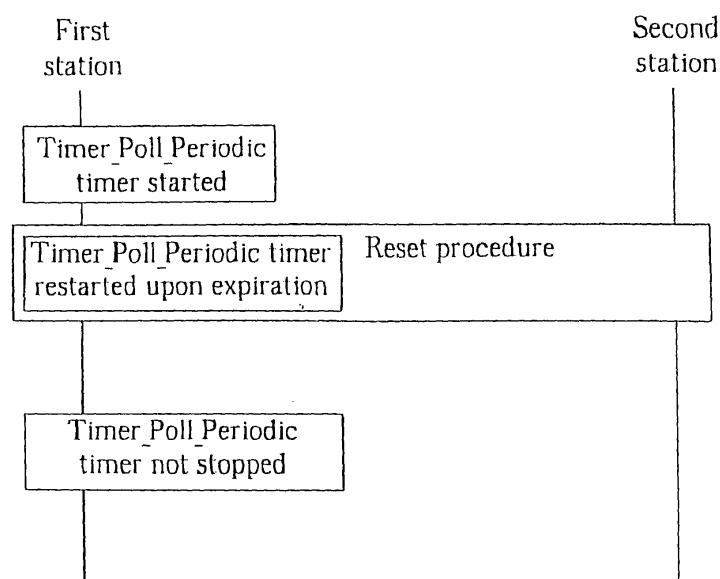 First
station
Second
station
Timer_Poll_Periodic
timer started
Timer_Poll_Periodic timer
restarted upon expiration
Reset procedure
Timer_Poll_Periodic
timer not stopped